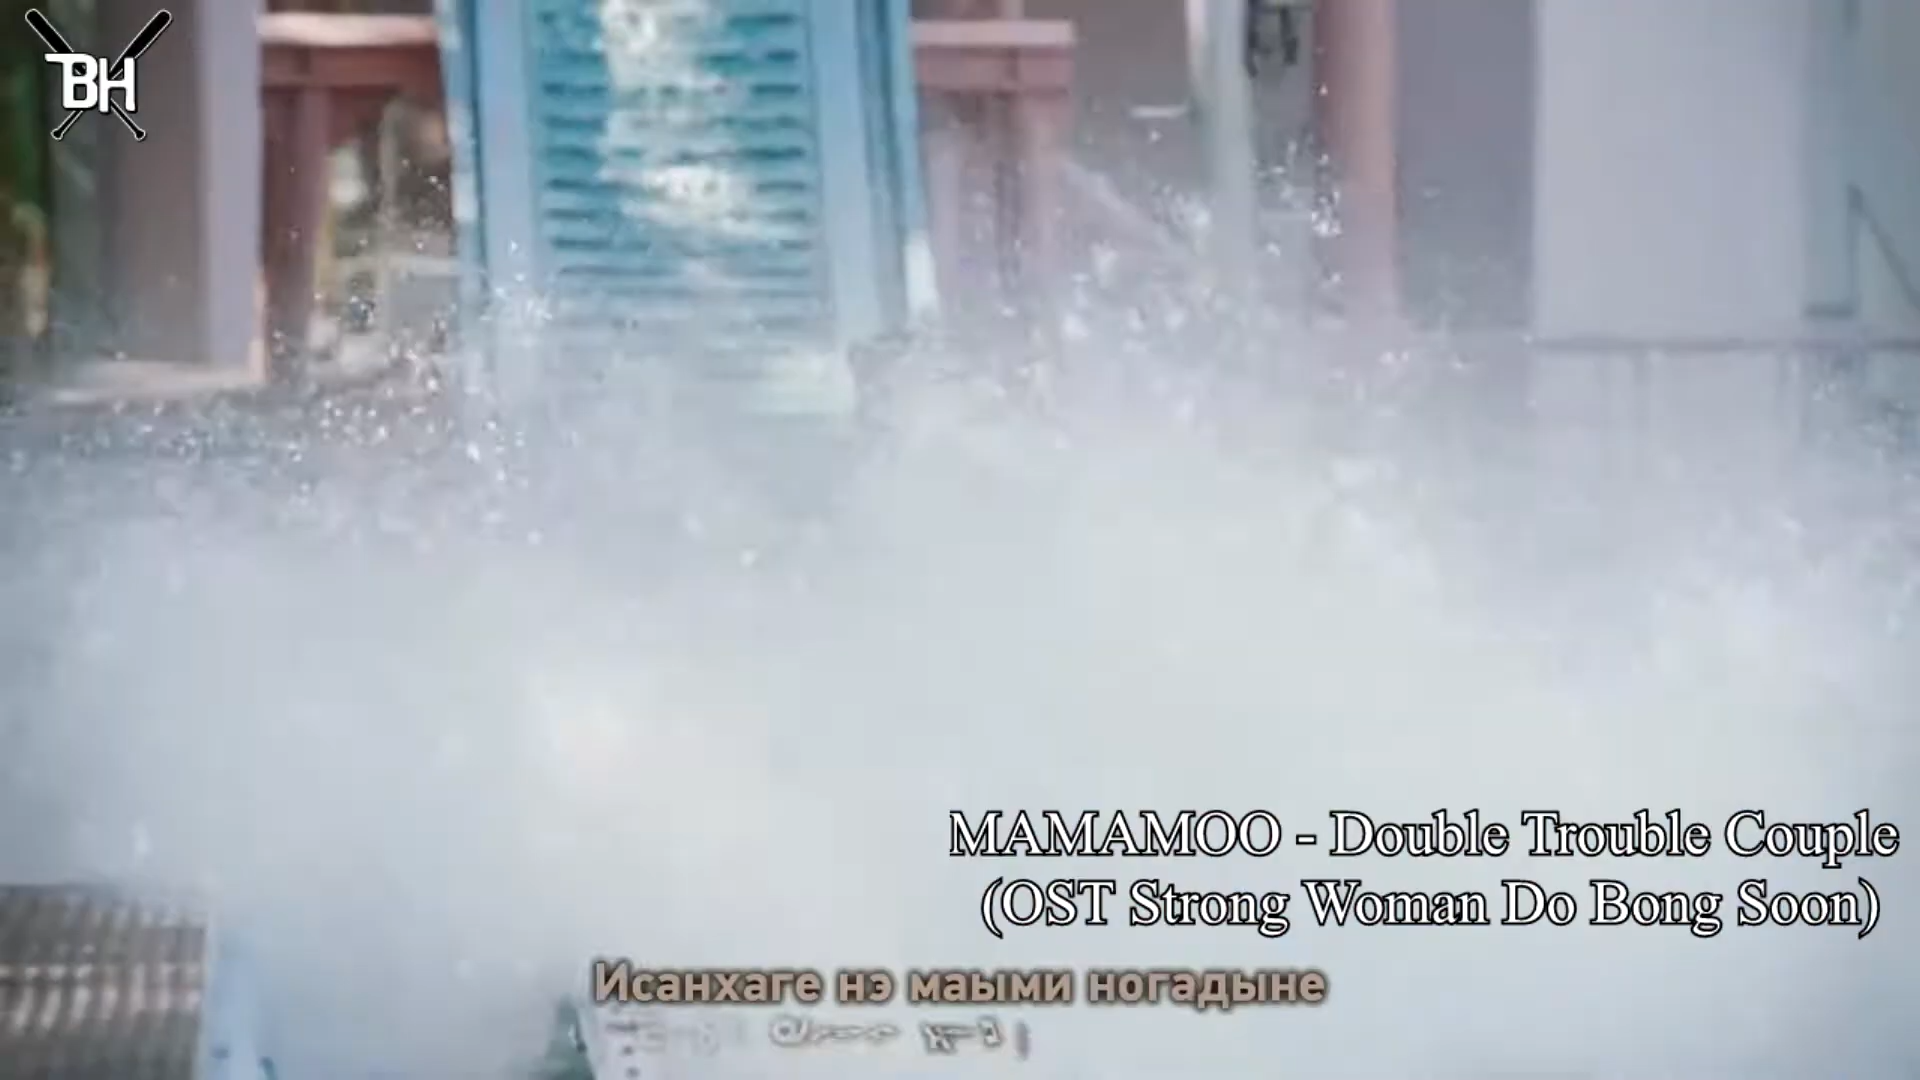 BH
MAMAMOO - Double Trouble Couple
(OST Strong Woman Do Bong Soon)
Исанхаге нэ маыми ногадыне